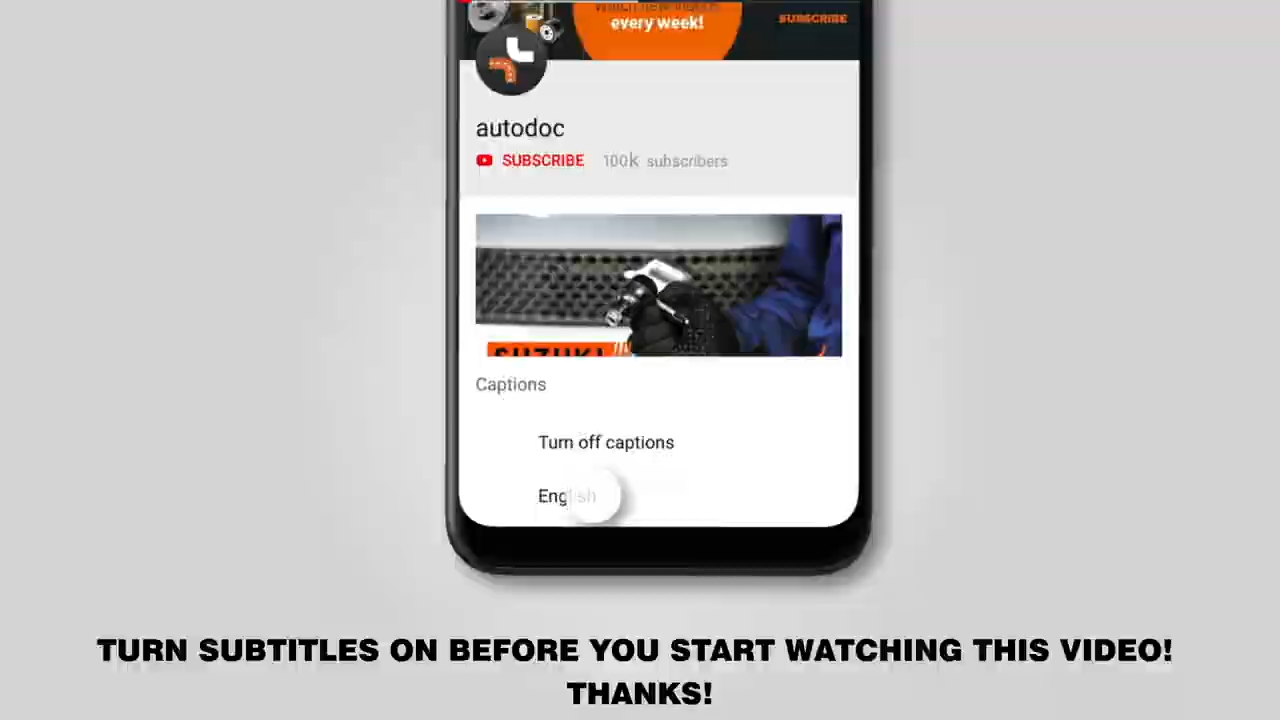 every week!
SUBSCRIBE
autodoc
SUBSCRIBE 100k subscribers
SUZUKI
Captions
Turn off captions
English
TURN SUBTITLES ON BEFORE YOU START WATCHING THIS VIDEO!
THANKS!